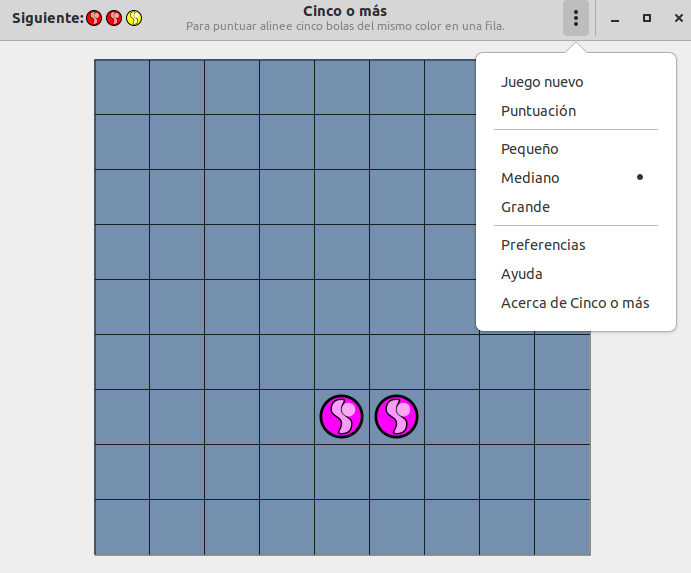 Siguiente:
Cinco o más
Para puntuar alinee cinco bolas del mismo color en una fila.
Juego nuevo
Puntuación
Pequeño
Mediano
Grande
Preferencias
Ayuda
Acerca de Cinco o más